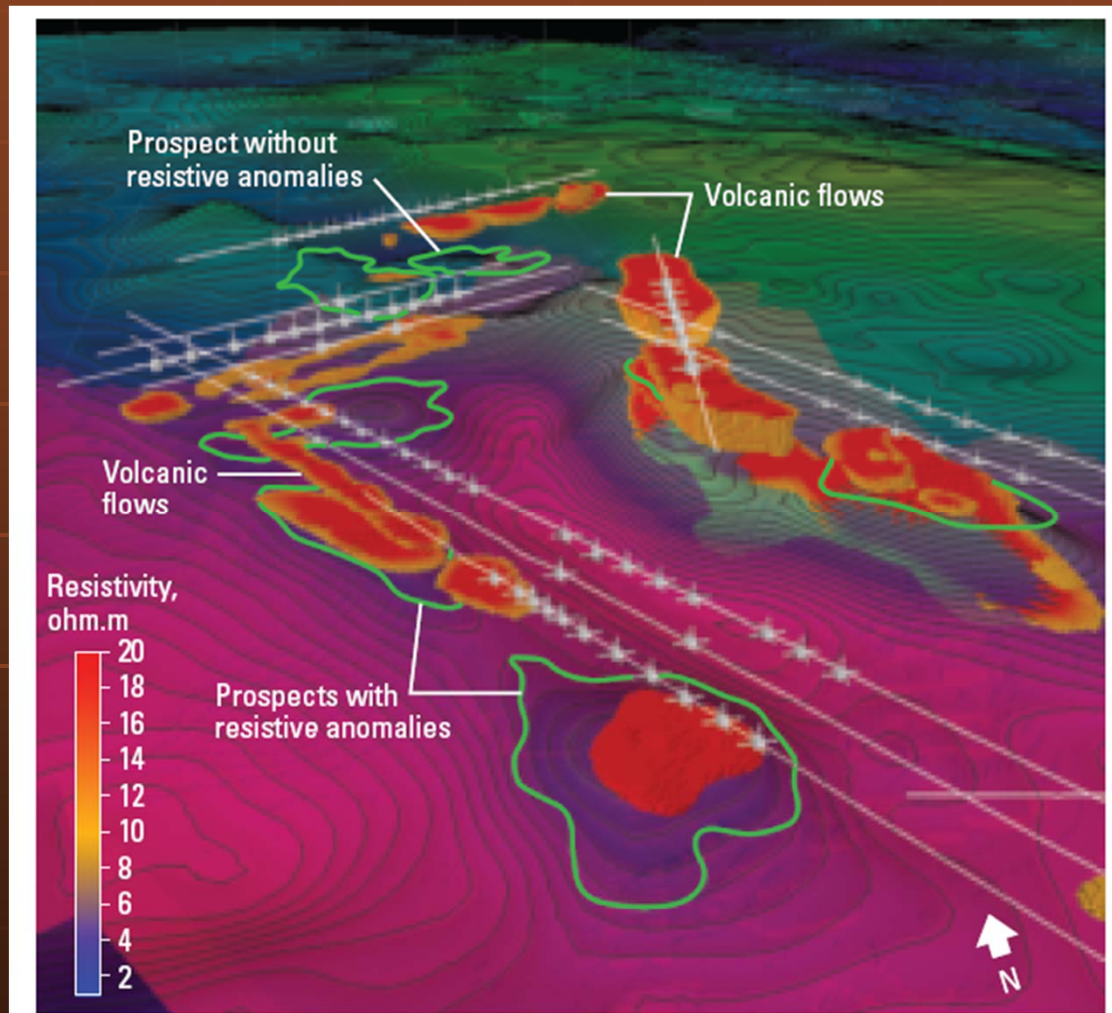 Prospect without
resistive anomalies
Volcanic flows
Volcanic
flows
Resistivity,
ohm.m
20
18
16
14
12
10
8
6
4
2
Prospects with
resistive anomalies
N